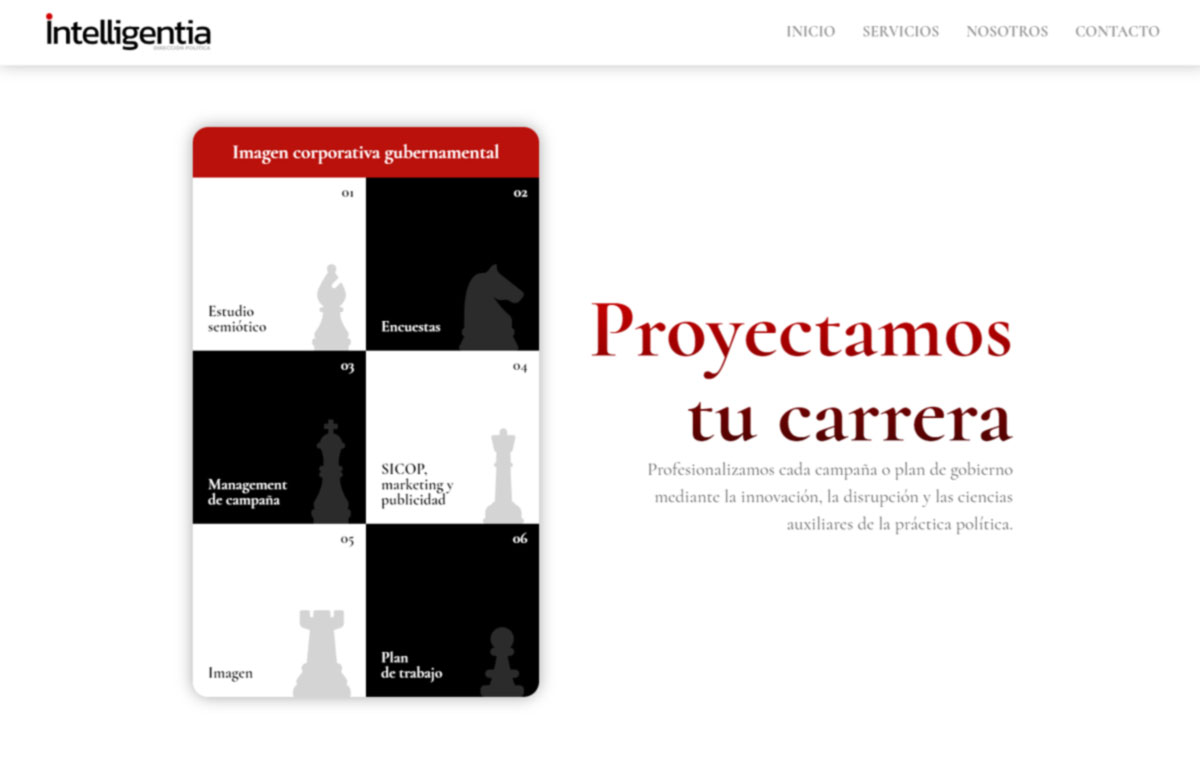 intelligentia
DIRECCIÓN POLÍTICA
INICIO SERVICIOS NOSOTROS CONTACTO
Imagen corporativa gubernamental
01
Estudio
semiótico
02
Encuestas
03
Management
de campaña
04
SICOP,
marketing y
publicidad
05
Imagen
06
Plan
de trabajo
Proyectamos
tu carrera
Profesionalizamos cada campaña o plan de gobierno
mediante la innovación, la disrupción y las ciencias
auxiliares de la práctica política.